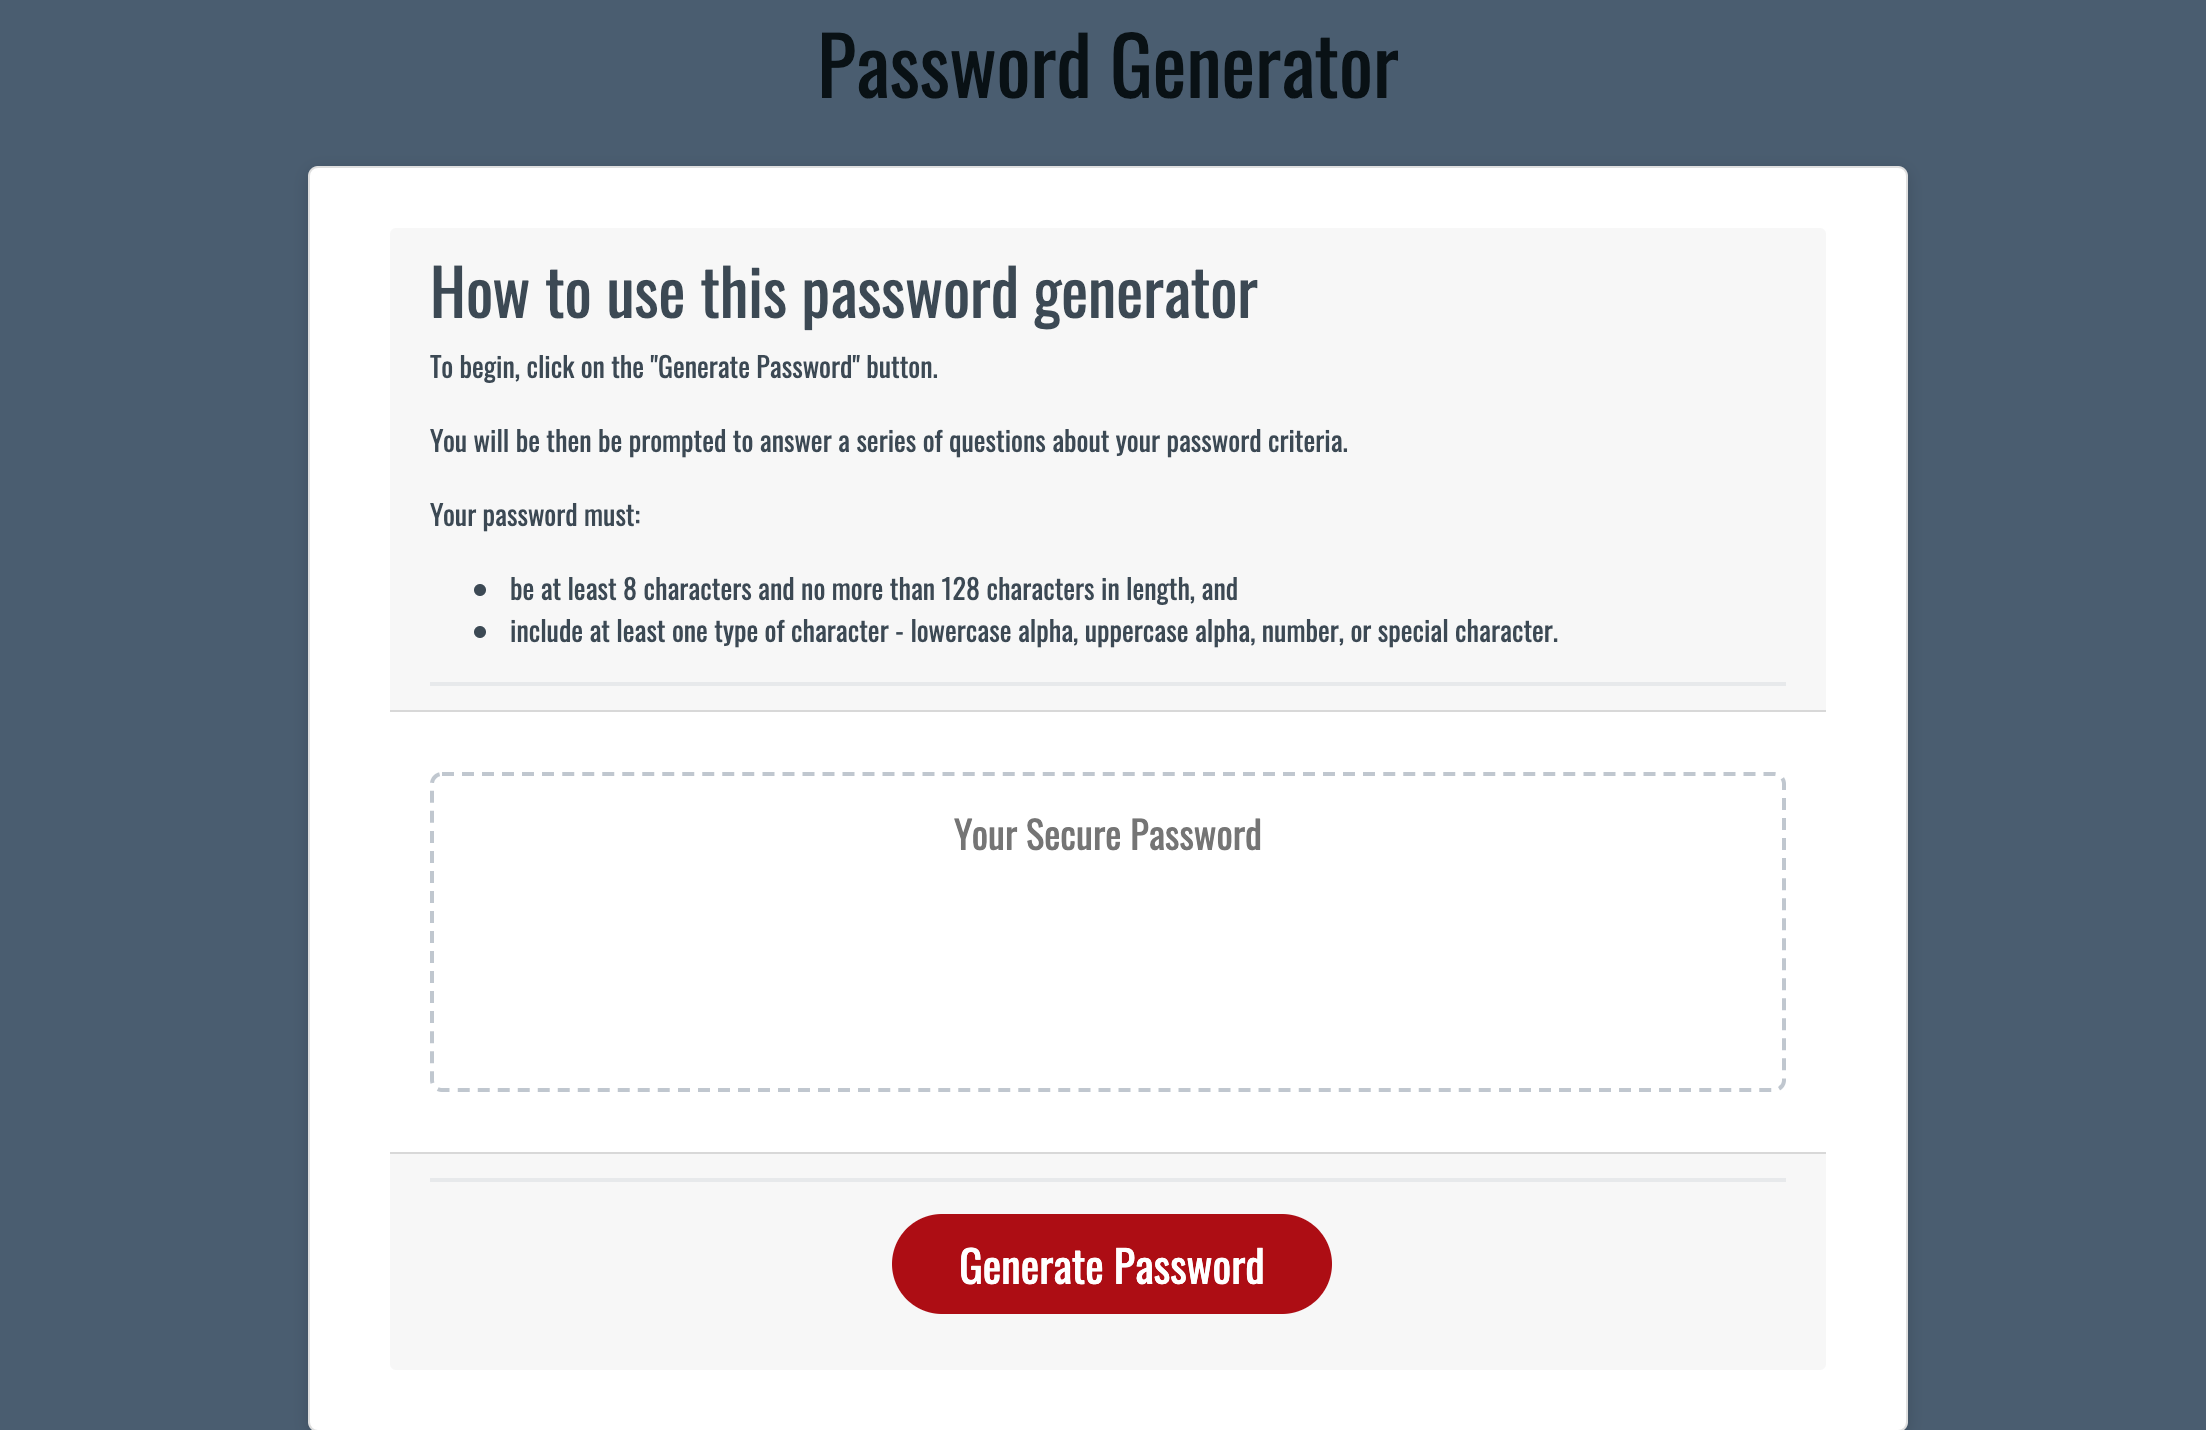 Password Generator
How to use this password generator
To begin, click on the "Generate Password" button.
You will be then be prompted to answer a series of questions about your password criteria.
Your password must:
be at least 8 characters and no more than 128 characters in length, and
include at least one type of character - lowercase alpha, uppercase alpha, number, or special character.
Your Secure Password
Generate Password